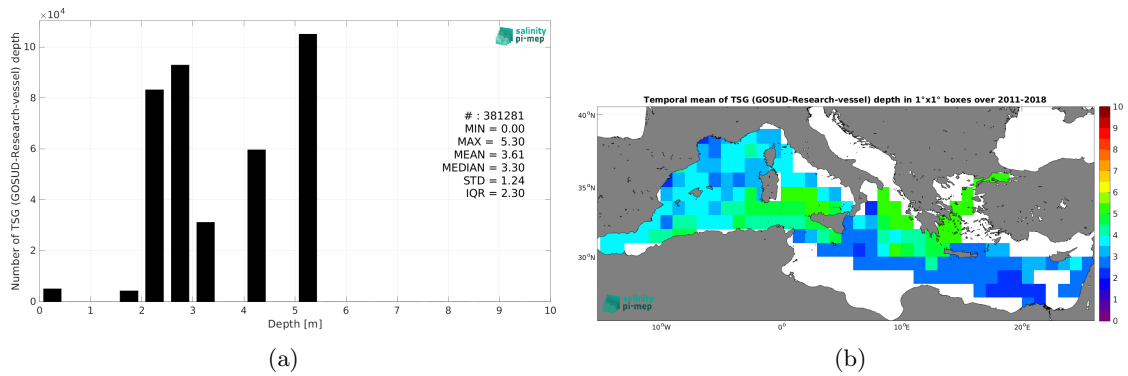 ×10⁴
10
8
6
4
2
0
Number of TSG (GOSUD-Research-vessel) depth
0 1 2 3 4 5 6 7 8 9 10
Depth [m]
salinity
pi-mep
# : 381281
MIN = 0.00
MAX = 5.30
MEAN = 3.61
MEDIAN = 3.30
STD = 1.24
IQR = 2.30
(a)
Temporal mean of TSG (GOSUD-Research-vessel) depth in 1°x1° boxes over 2011-2018
40°N
35°N
30°N
10°W 0° 10°E 20°E
salinity
pi-mep
10
9
8
7
6
5
4
3
2
1
0
(b)